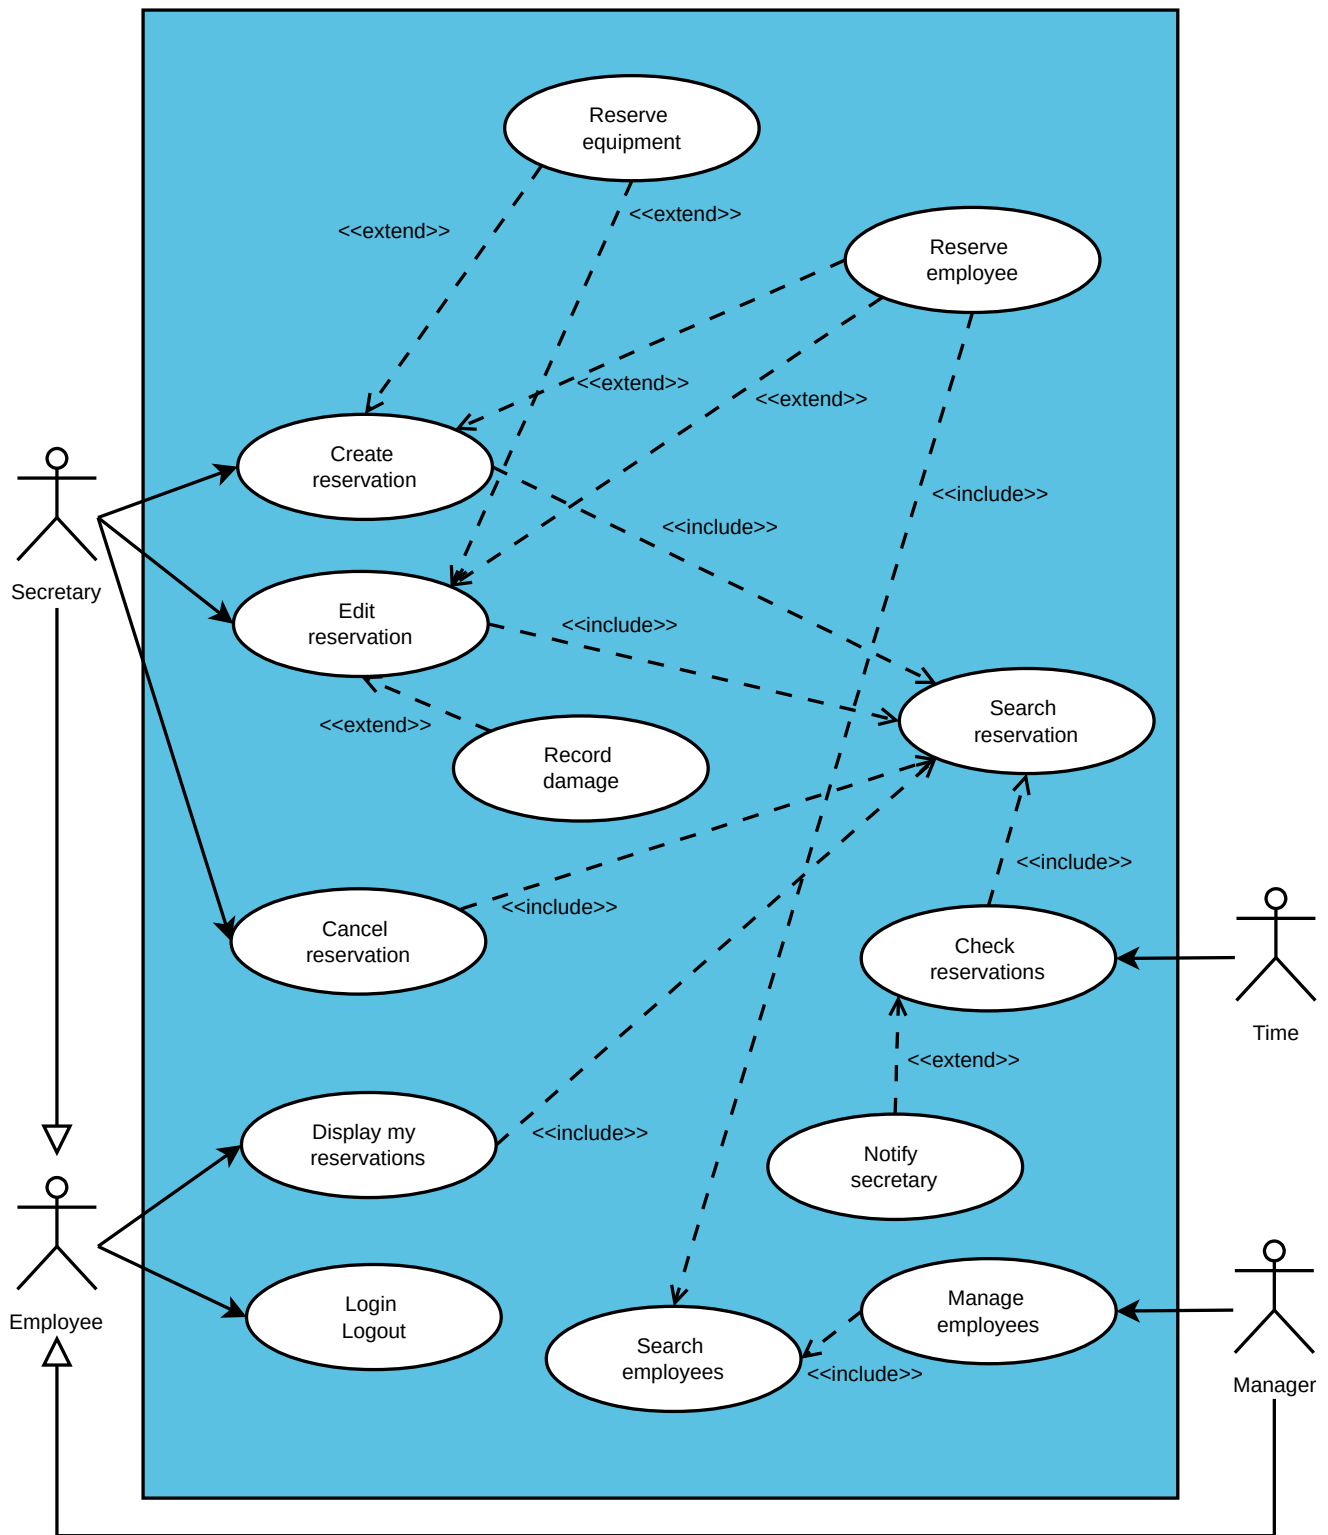 Reserve
equipment
<<extend>>
<<extend>>
Reserve
employee
<<extend>>
<<extend>>
Create
reservation
<<include>>
<<include>>
Secretary
Edit
reservation
<<include>>
Search
reservation
<<extend>>
Record
damage
<<include>>
<<include>>
Cancel
reservation
Check
reservations
Time
<<extend>>
Display my
reservations
<<include>>
Notify
secretary
Employee
Login
Logout
Manage
employees
Search
employees
<<include>>
Manager